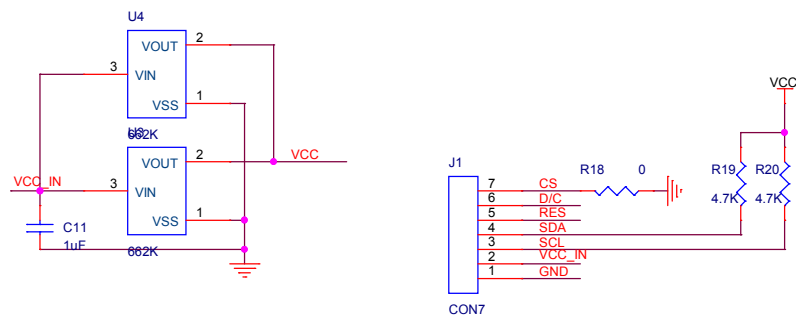 U4
VOUT 2
3 VIN
VSS 1
662K
U3
VOUT 2
VCC
VCC_IN
3 VIN
VSS 1
C11
1uF
662K
VCC
J1
R18 0
R19 R20
7 CS
6 D/C
4.7K 4.7K
5 RES
4 SDA
3 SCL
2 VCC_IN
1 GND
CON7